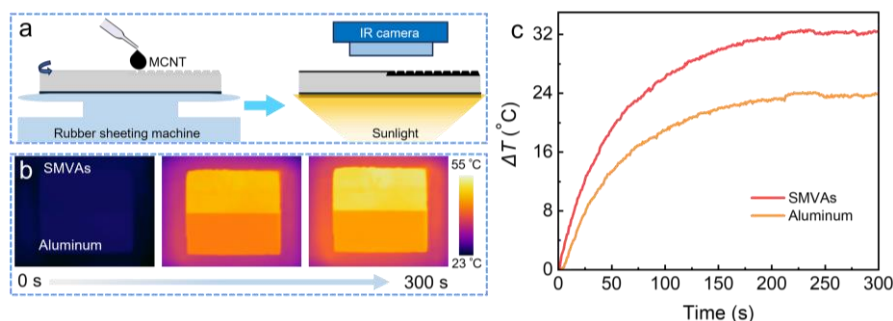 a
MCNT
Rubber sheeting machine
IR camera
Sunlight
b
SMVAs
Aluminum
55 °C
23 °C
0 s
300 s
c
ΔT (°C)
32
24
16
8
0
SMVAs
Aluminum
0 50 100 150 200 250 300
Time (s)